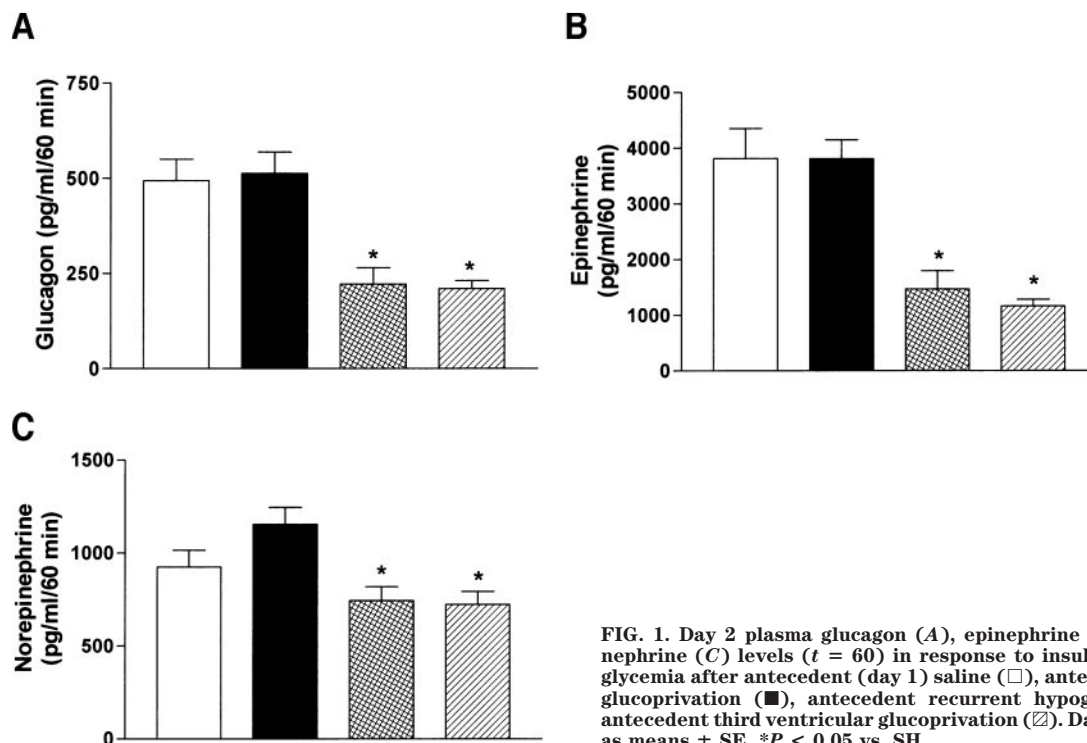 A
750
500
250
0
Glucagon (pg/ml/60 min)
*
*
B
5000
4000
3000
2000
1000
0
Epinephrine
(pg/ml/60 min)
*
*
C
1500
1000
500
0
Norepinephrine
(pg/ml/60 min)
*
*
FIG. 1. Day 2 plasma glucagon (A), epinephrine
nephrine (C) levels (t = 60) in response to insul
glycemia after antecedent (day 1) saline (□), ante
glucoprivation (■), antecedent recurrent hypog
antecedent third ventricular glucoprivation (▨). Da
as means ± SE. *P < 0.05 vs. SH.